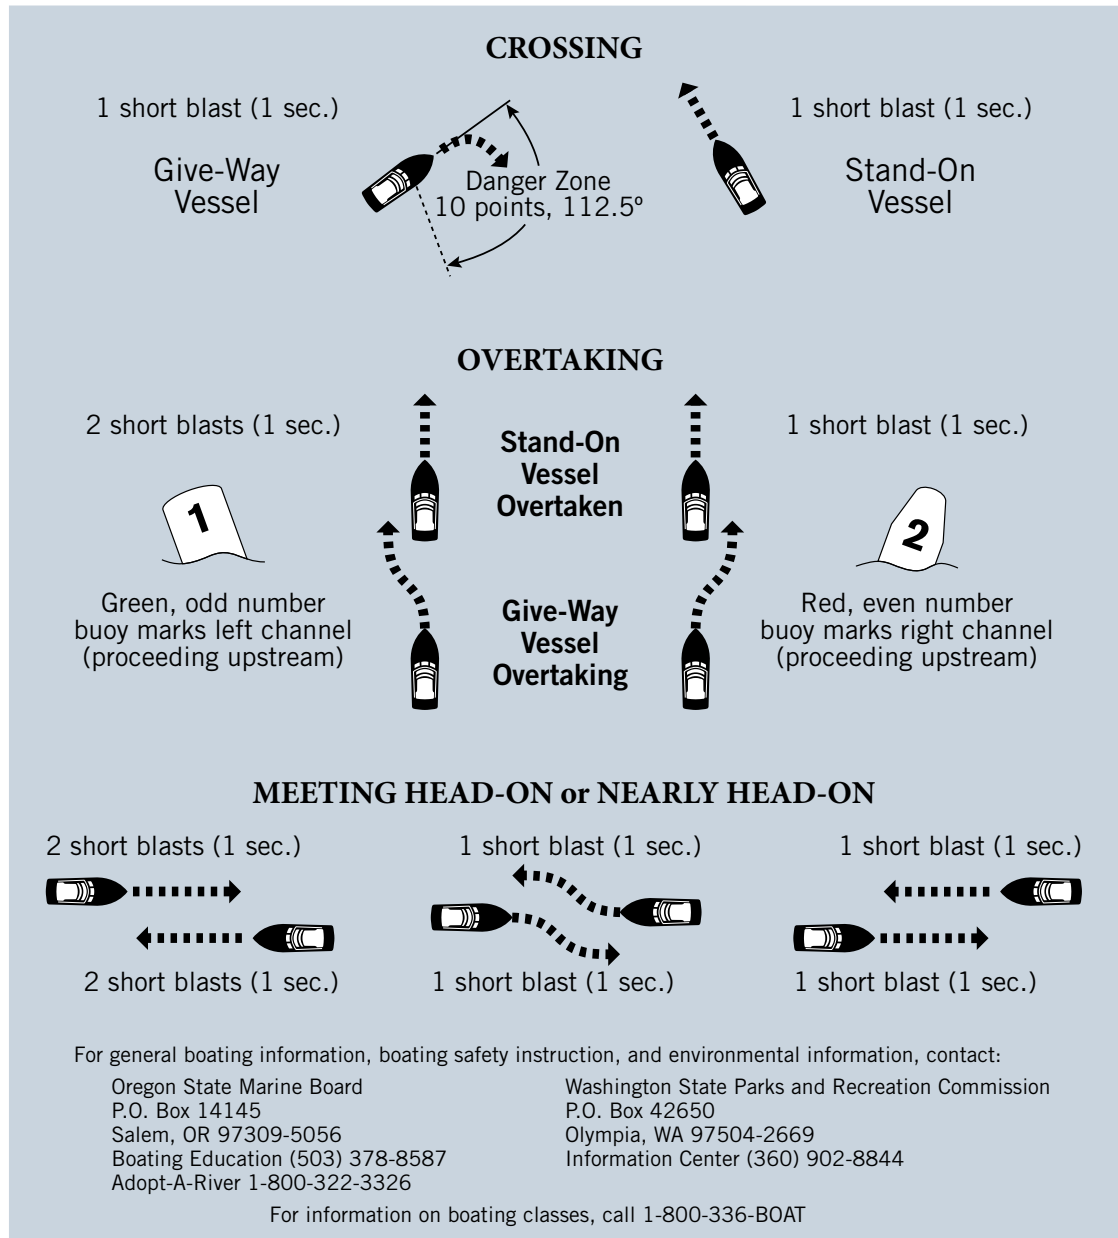 CROSSING
1 short blast (1 sec.)
Give-Way
Vessel
Danger Zone
10 points, 112.5º
1 short blast (1 sec.)
Stand-On
Vessel
OVERTAKING
2 short blasts (1 sec.)
1
Green, odd number
buoy marks left channel
(proceeding upstream)
Stand-On
Vessel
Overtaken
Give-Way
Vessel
Overtaking
1 short blast (1 sec.)
2
Red, even number
buoy marks right channel
(proceeding upstream)
MEETING HEAD-ON or NEARLY HEAD-ON
2 short blasts (1 sec.)
2 short blasts (1 sec.)
1 short blast (1 sec.)
1 short blast (1 sec.)
1 short blast (1 sec.)
1 short blast (1 sec.)
For general boating information, boating safety instruction, and environmental information, contact:
Oregon State Marine Board
P.O. Box 14145
Salem, OR 97309-5056
Boating Education (503) 378-8587
Adopt-A-River 1-800-322-3326
Washington State Parks and Recreation Commission
P.O. Box 42650
Olympia, WA 97504-2669
Information Center (360) 902-8844
For information on boating classes, call 1-800-336-BOAT